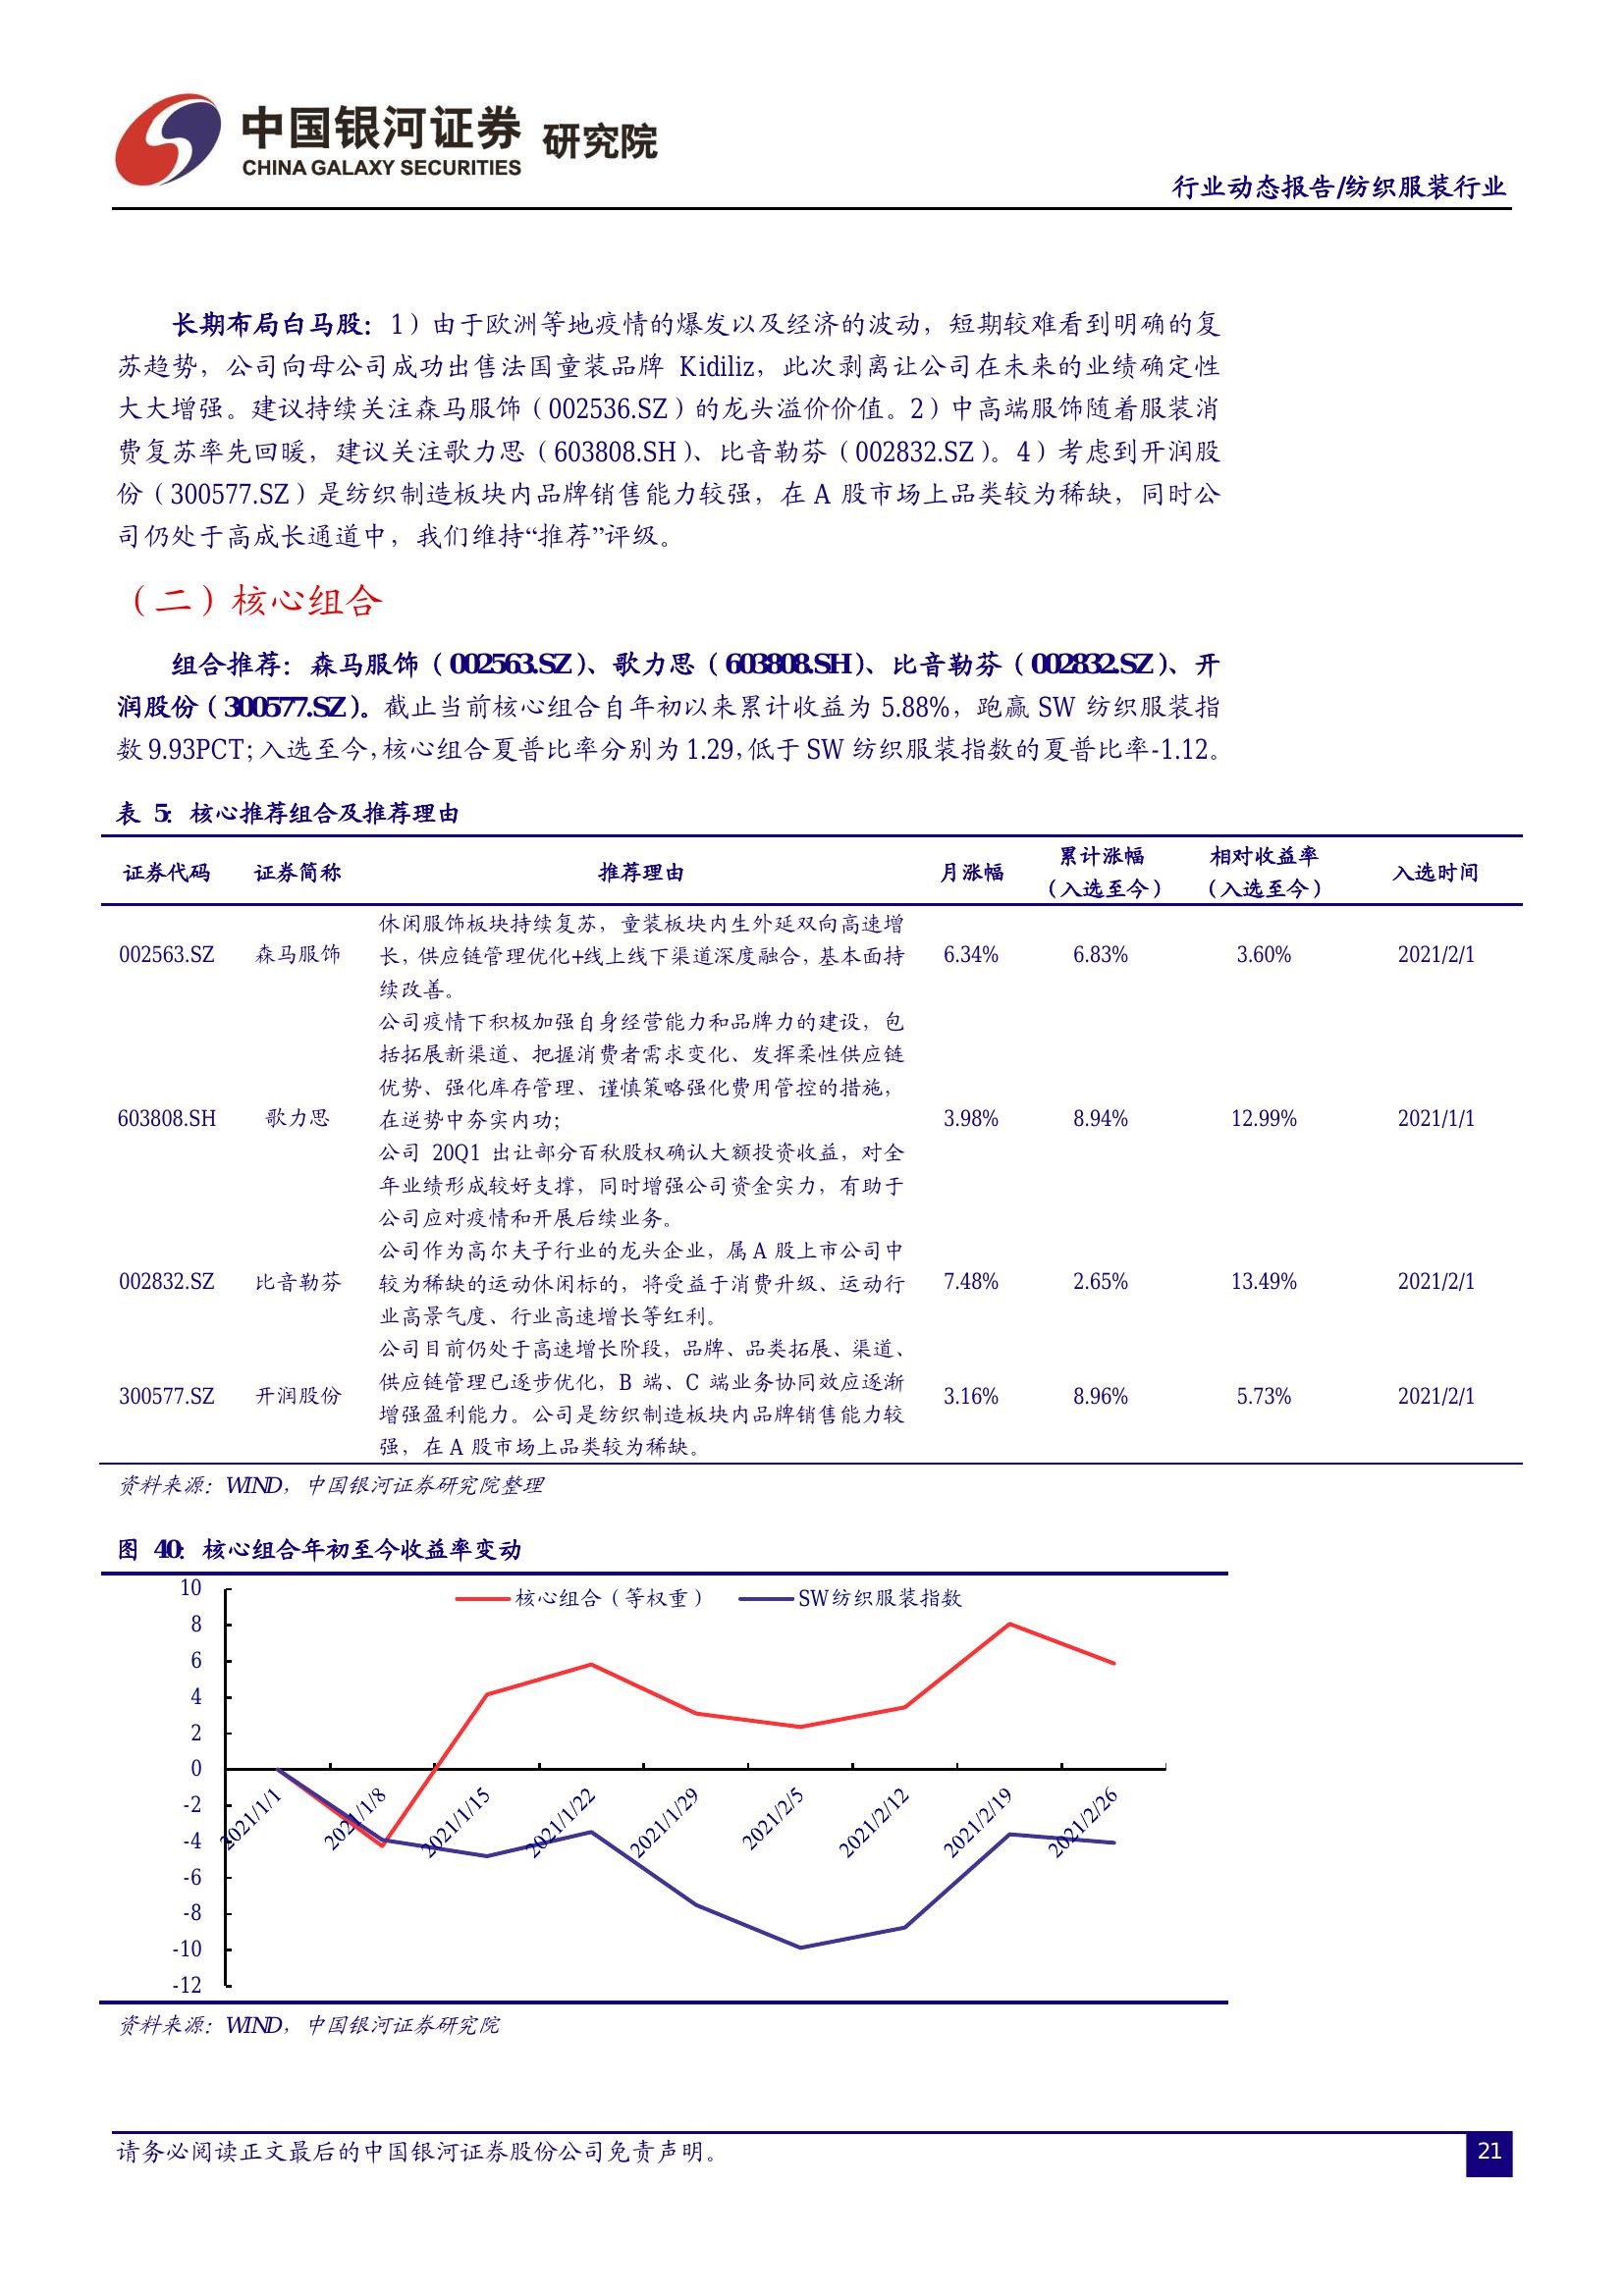 中国银河证券 研究院
CHINA GALAXY SECURITIES
行业动态报告/纺织服装行业
长期布局白马股：1）由于欧洲等地疫情的爆发以及经济的波动，短期较难看到明确的复
苏趋势，公司向母公司成功出售法国童装品牌 Kidiliz，此次剥离让公司在未来的业绩确定性
大大增强。建议持续关注森马服饰（002536.SZ）的龙头溢价价值。2）中高端服饰随着服装消
费复苏率先回暖，建议关注歌力思（603808.SH）、比音勒芬（002832.SZ）。4）考虑到开润股
份（300577.SZ）是纺织制造板块内品牌销售能力较强，在 A 股市场上品类较为稀缺，同时公
司仍处于高成长通道中，我们维持“推荐”评级。
（二）核心组合
组合推荐：森马服饰（002563.SZ）、歌力思（603808.SH）、比音勒芬（002832.SZ）、开
润股份（300577.SZ）。截止当前核心组合自年初以来累计收益为 5.88%，跑赢 SW 纺织服装指
数 9.93PCT；入选至今，核心组合夏普比率分别为 1.29，低于 SW 纺织服装指数的夏普比率-1.12。
表 5：核心推荐组合及推荐理由
证券代码 证券简称 推荐理由 月涨幅 累计涨幅（入选至今） 相对收益率（入选至今） 入选时间
休闲服饰板块持续复苏，童装板块内生外延双向高速增
002563.SZ 森马服饰 长，供应链管理优化+线上线下渠道深度融合，基本面持 6.34% 6.83% 3.60% 2021/2/1
续改善。
公司疫情下积极加强自身经营能力和品牌力的建设，包
括拓展新渠道、把握消费者需求变化、发挥柔性供应链
优势、强化库存管理、谨慎策略强化费用管控的措施，
603808.SH 歌力思 在逆势中夯实内功； 3.98% 8.94% 12.99% 2021/1/1
公司 20Q1 出让部分百秋股权确认大额投资收益，对全
年业绩形成较好支撑，同时增强公司资金实力，有助于
公司应对疫情和开展后续业务。
公司作为高尔夫子行业的龙头企业，属 A 股上市公司中
002832.SZ 比音勒芬 较为稀缺的运动休闲标的，将受益于消费升级、运动行 7.48% 2.65% 13.49% 2021/2/1
业高景气度、行业高速增长等红利。
公司目前仍处于高速增长阶段，品牌、品类拓展、渠道、
供应链管理已逐步优化，B 端、C 端业务协同效应逐渐
300577.SZ 开润股份 增强盈利能力。公司是纺织制造板块内品牌销售能力较 3.16% 8.96% 5.73% 2021/2/1
强，在 A 股市场上品类较为稀缺。
资料来源：WIND，中国银河证券研究院整理
图 40：核心组合年初至今收益率变动
核心组合（等权重） SW纺织服装指数
10
8
6
4
2
0
-2
-4
-6
-8
-10
-12
2021/1/1 2021/1/8 2021/1/15 2021/1/22 2021/1/29 2021/2/5 2021/2/12 2021/2/19 2021/2/26
资料来源：WIND，中国银河证券研究院
请务必阅读正文最后的中国银河证券股份公司免责声明。
21